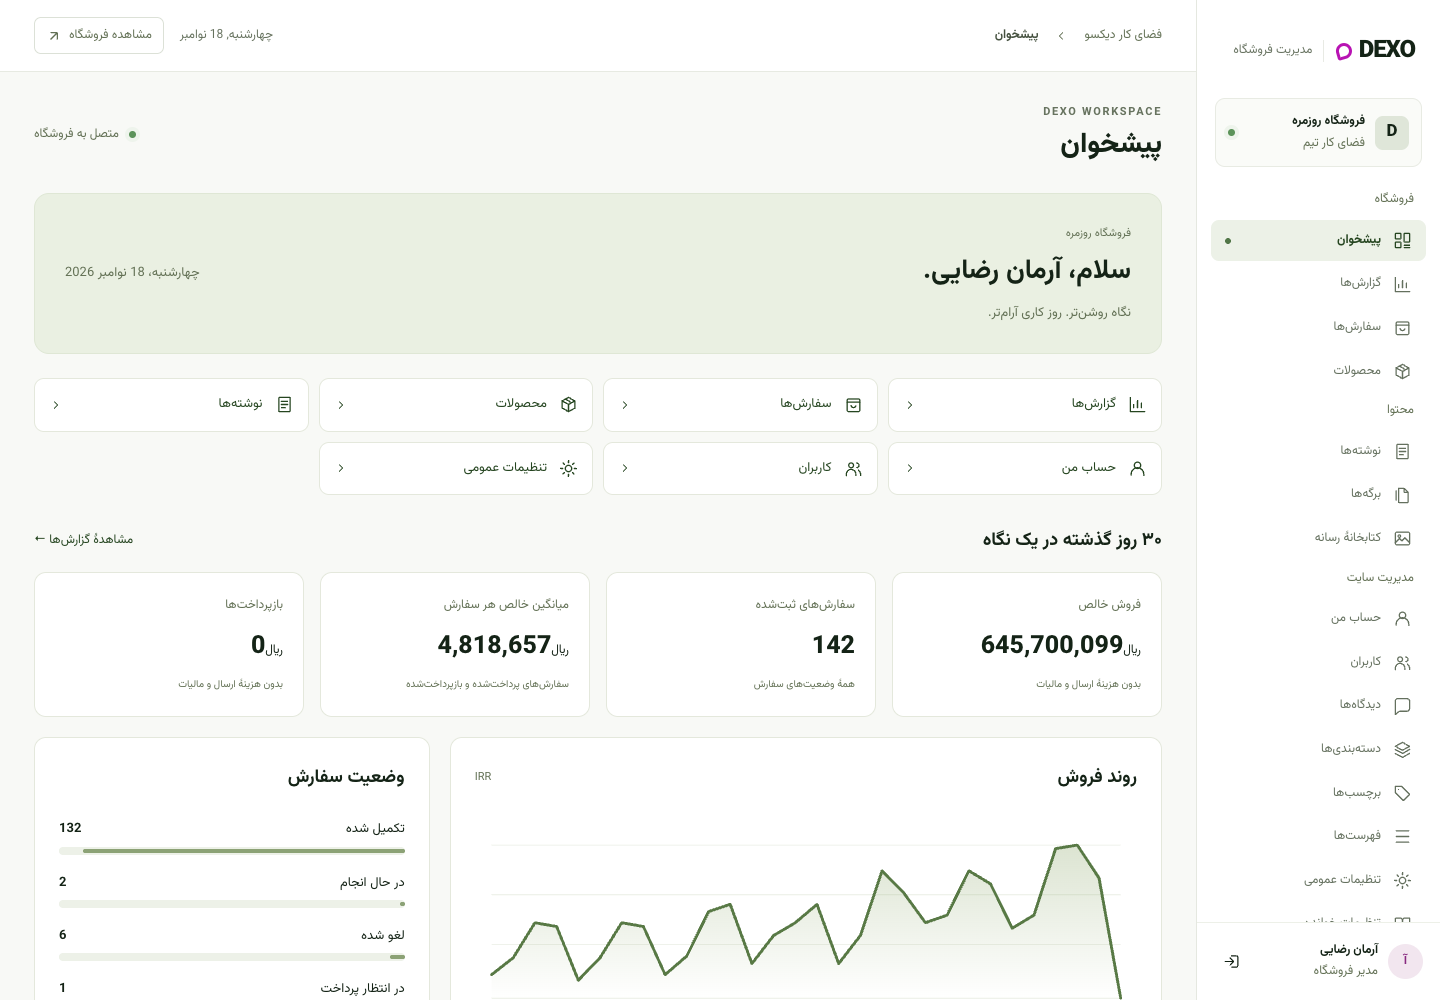 DEXO
مدیریت فروشگاه
D
فروشگاه روزمره
فضای کار تیم
فروشگاه
پیشخوان
گزارش‌ها
سفارش‌ها
محصولات
محتوا
نوشته‌ها
برگه‌ها
کتابخانهٔ رسانه
مدیریت سایت
حساب من
کاربران
دیدگاه‌ها
دسته‌بندی‌ها
برچسب‌ها
فهرست‌ها
تنظیمات عمومی
آ
آرمان رضایی
مدیر فروشگاه
فضای کار دیکسو
پیشخوان
چهارشنبه, 18 نوامبر
مشاهده فروشگاه
DEXO WORKSPACE
پیشخوان
متصل به فروشگاه
فروشگاه روزمره
سلام، آرمان رضایی.
نگاه روشن‌تر. روز کاری آرام‌تر.
چهارشنبه، 18 نوامبر 2026
گزارش‌ها
سفارش‌ها
محصولات
نوشته‌ها
حساب من
کاربران
تنظیمات عمومی
۳۰ روز گذشته در یک نگاه
مشاهدهٔ گزارش‌ها ←
فروش خالص
645,700,099 ریال
بدون هزینهٔ ارسال و مالیات
سفارش‌های ثبت‌شده
142
همهٔ وضعیت‌های سفارش
میانگین خالص هر سفارش
4,818,657 ریال
سفارش‌های پرداخت‌شده و بازپرداخت‌شده
بازپرداخت‌ها
0 ریال
بدون هزینهٔ ارسال و مالیات
روند فروش
IRR
وضعیت سفارش
تکمیل شده 132
در حال انجام 2
لغو شده 6
در انتظار پرداخت 1